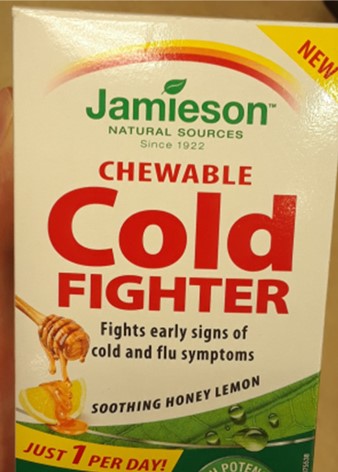 NEW
Jamieson™
NATURAL SOURCES
Since 1922
CHEWABLE
Cold
FIGHTER
Fights early signs of
cold and flu symptoms
SOOTHING HONEY LEMON
JUST 1 PER DAY!